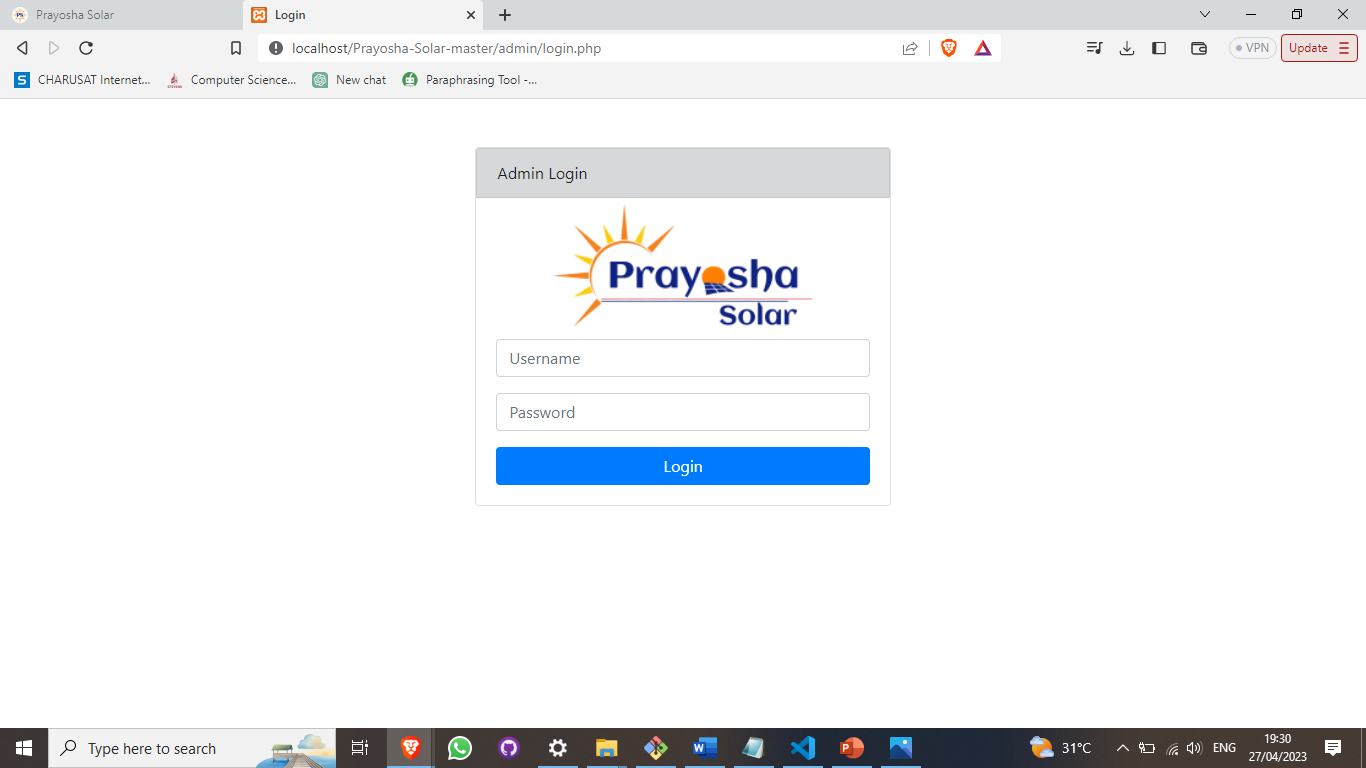 Prayosha Solar
Login
localhost/Prayosha-Solar-master/admin/login.php
VPN
Update
CHARUSAT Internet...
Computer Science...
New chat
Paraphrasing Tool -...
Admin Login
Prayosha
Solar
Username
Password
Login
Type here to search
31°C
ENG
19:30
27/04/2023